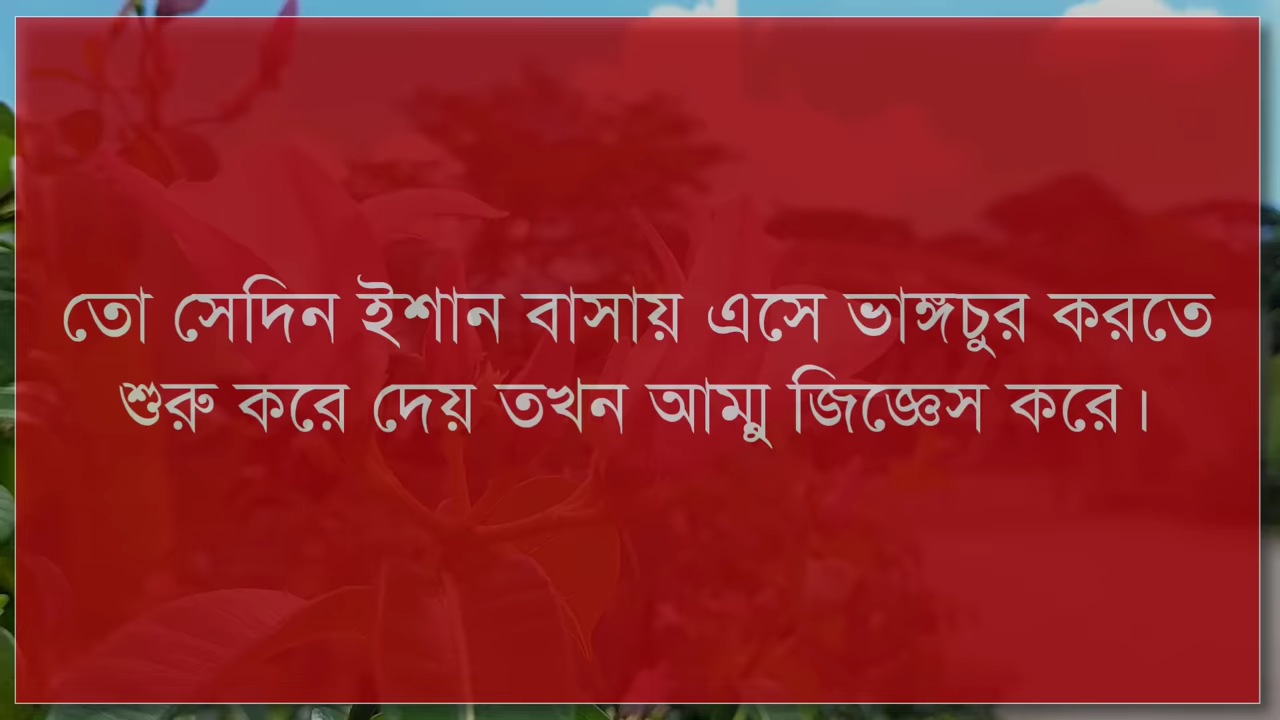 তো সেদিন ইশান বাসায় এসে ভাঙ্গচুর করতে
শুরু করে দেয় তখন আম্মু জিজ্ঞেস করে।